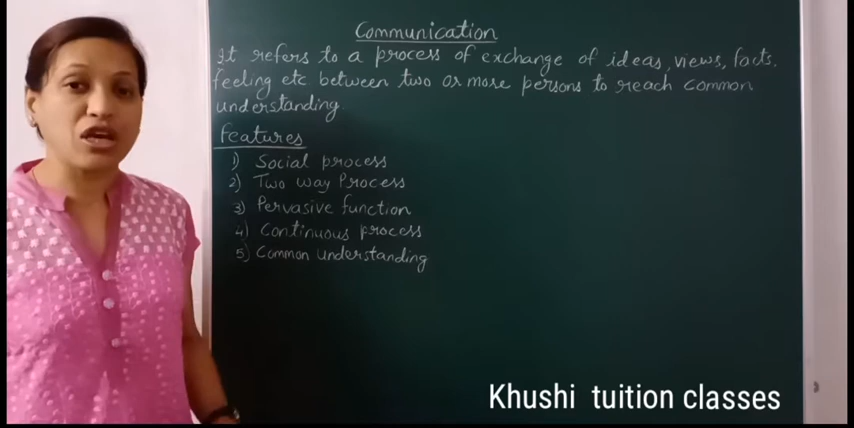 Communication
It refers to a process of exchange of ideas, views, facts.
feeling etc between two or more persons to reach common
understanding.
Features
1) Social process
2) Two way Process
3) Pervasive function
4) Continuous process
5) Common understanding
Khushi tuition classes